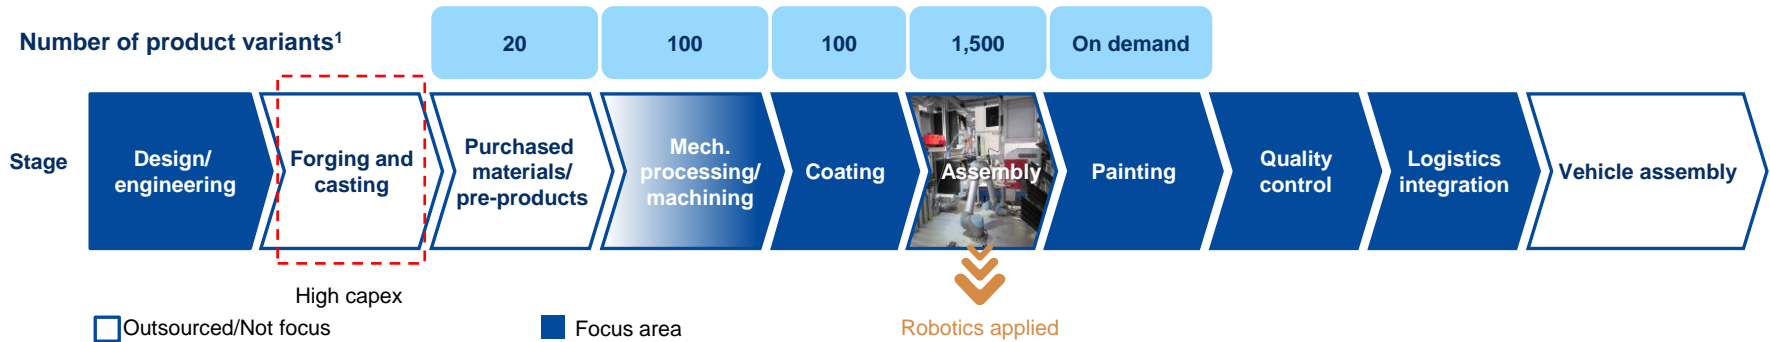 Number of product variants1
20
100
100
1,500
On demand
Stage
Design/
engineering
Forging and
casting
Purchased
materials/
pre-products
Mech.
processing/
machining
Coating
Assembly
Painting
Quality
control
Logistics
integration
Vehicle assembly
High capex
Outsourced/Not focus
Focus area
Robotics applied